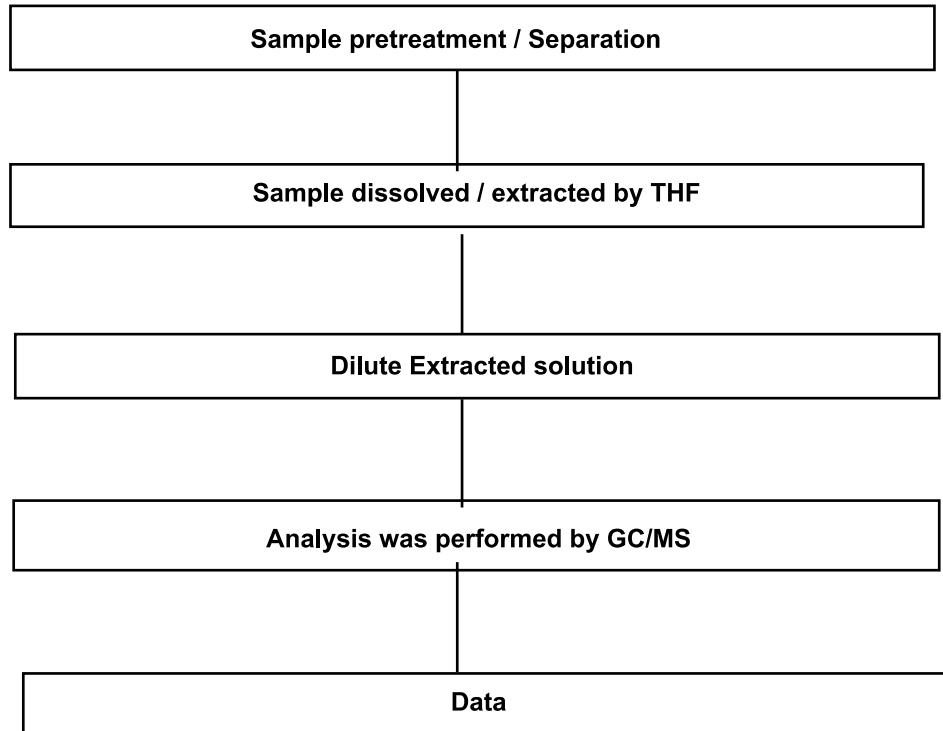 Sample pretreatment / Separation
Sample dissolved / extracted by THF
Dilute Extracted solution
Analysis was performed by GC/MS
Data